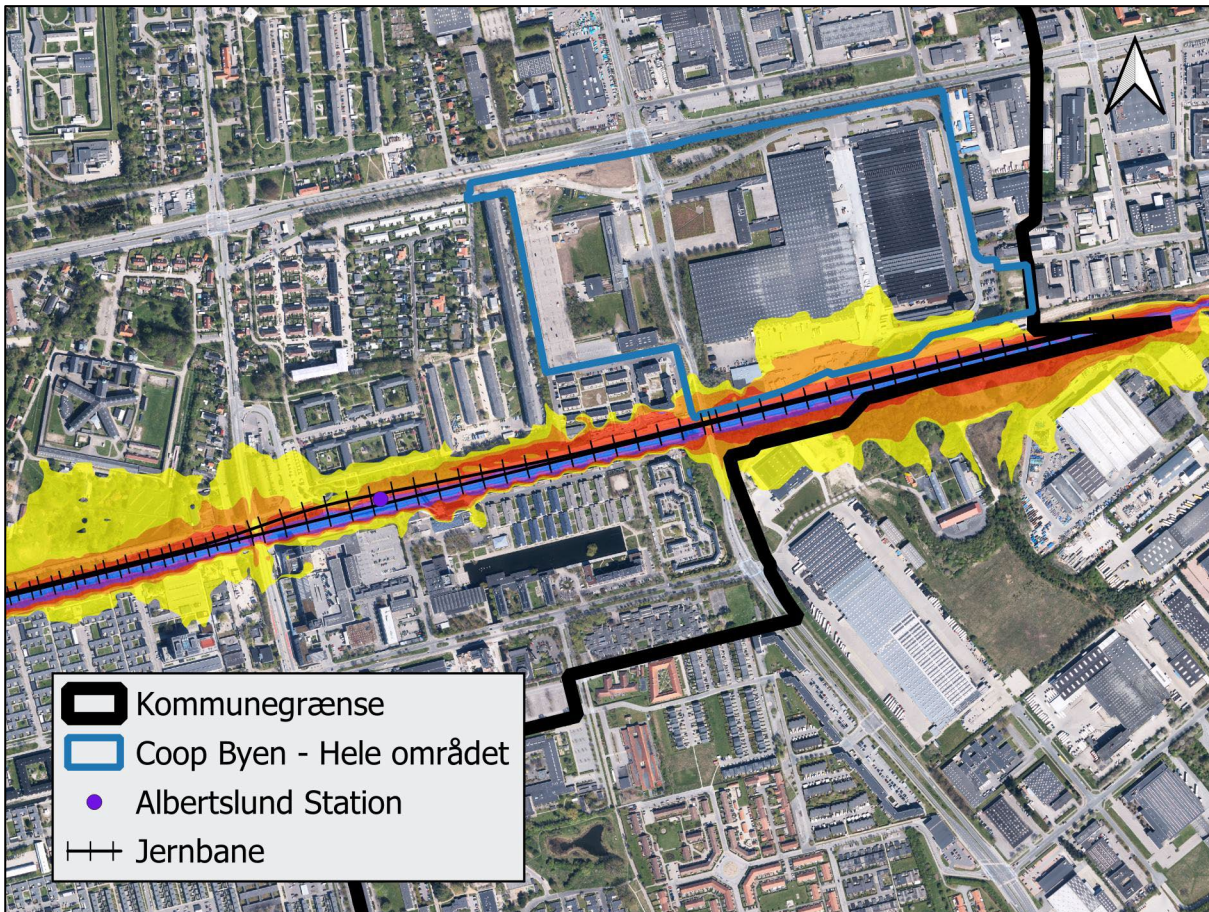 Kommunegrænse
Coop Byen - Hele området
Albertslund Station
Jernbane